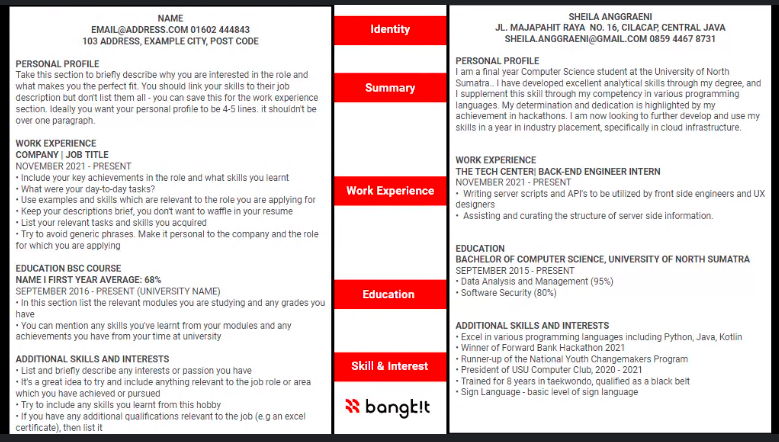 NAME
EMAIL@ADDRESS.COM 01602 444843
103 ADDRESS, EXAMPLE CITY, POST CODE
PERSONAL PROFILE
Take this section to briefly describe why you are interested in the role and
what makes you the perfect fit. You should link your skills to their job
description but don't list them all - you can save this for the work experience
section. Ideally you want your personal profile to be 4-5 lines. it shouldn't be
over one paragraph.
WORK EXPERIENCE
COMPANY | JOB TITLE
NOVEMBER 2021 - PRESENT
• Include your key achievements in the role and what skills you learnt
• What were your day-to-day tasks?
• Use examples and skills which are relevant to the role you are applying for
• Keep your descriptions brief, you don't want to waffle in your resume
• List your relevant tasks and skills you acquired
• Try to avoid generic phrases. Make it personal to the company and the role
for which you are applying
EDUCATION BSC COURSE
NAME I FIRST YEAR AVERAGE: 68%
SEPTEMBER 2016 - PRESENT (UNIVERSITY NAME)
• In this section list the relevant modules you are studying and any grades you
have
• You can mention any skills you've learnt from your modules and any
achievements you have from your time at university
ADDITIONAL SKILLS AND INTERESTS
• List and briefly describe any interests or passion you have
• It's a great idea to try and include anything relevant to the job role or area
which you have achieved or pursued
• Try to include any skills you learnt from this hobby
• If you have any additional qualifications relevant to the job (e.g an excel
certificate), then list it
Identity
Summary
Work Experience
Education
Skill & Interest
bangk!t
SHEILA ANGGRAENI
JL. MAJAPAHIT RAYA NO. 16, CILACAP, CENTRAL JAVA
SHEILA.ANGGRAENI@GMAIL.COM 0859 4467 8731
PERSONAL PROFILE
I am a final year Computer Science student at the University of North
Sumatra.. I have developed excellent analytical skills through my degree, and
I supplement this skill through my competency in various programming
languages. My determination and dedication is highlighted by my
achievement in hackathons. I am now looking to further develop and use my
skills in a year in industry placement, specifically in cloud infrastructure.
WORK EXPERIENCE
THE TECH CENTER| BACK-END ENGINEER INTERN
NOVEMBER 2021 - PRESENT
• Writing server scripts and API's to be utilized by front side engineers and UX
designers
• Assisting and curating the structure of server side information.
EDUCATION
BACHELOR OF COMPUTER SCIENCE, UNIVERSITY OF NORTH SUMATRA
SEPTEMBER 2015 - PRESENT
• Data Analysis and Management (95%)
• Software Security (80%)
ADDITIONAL SKILLS AND INTERESTS
• Excel in various programming languages including Python, Java, Kotlin
• Winner of Forward Bank Hackathon 2021
• Runner-up of the National Youth Changemakers Program
• President of USU Computer Club, 2020 - 2021
• Trained for 8 years in taekwondo, qualified as a black belt
• Sign Language - basic level of sign language